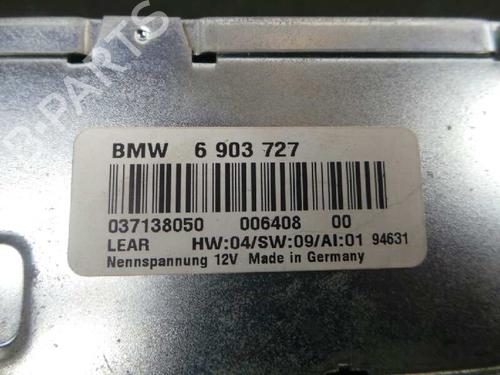 B-PARTS
BMW 6 903 727
037138050 006408 00
LEAR HW:04/SW:09/AI:01 94631
Nennspannung 12V Made in Germany